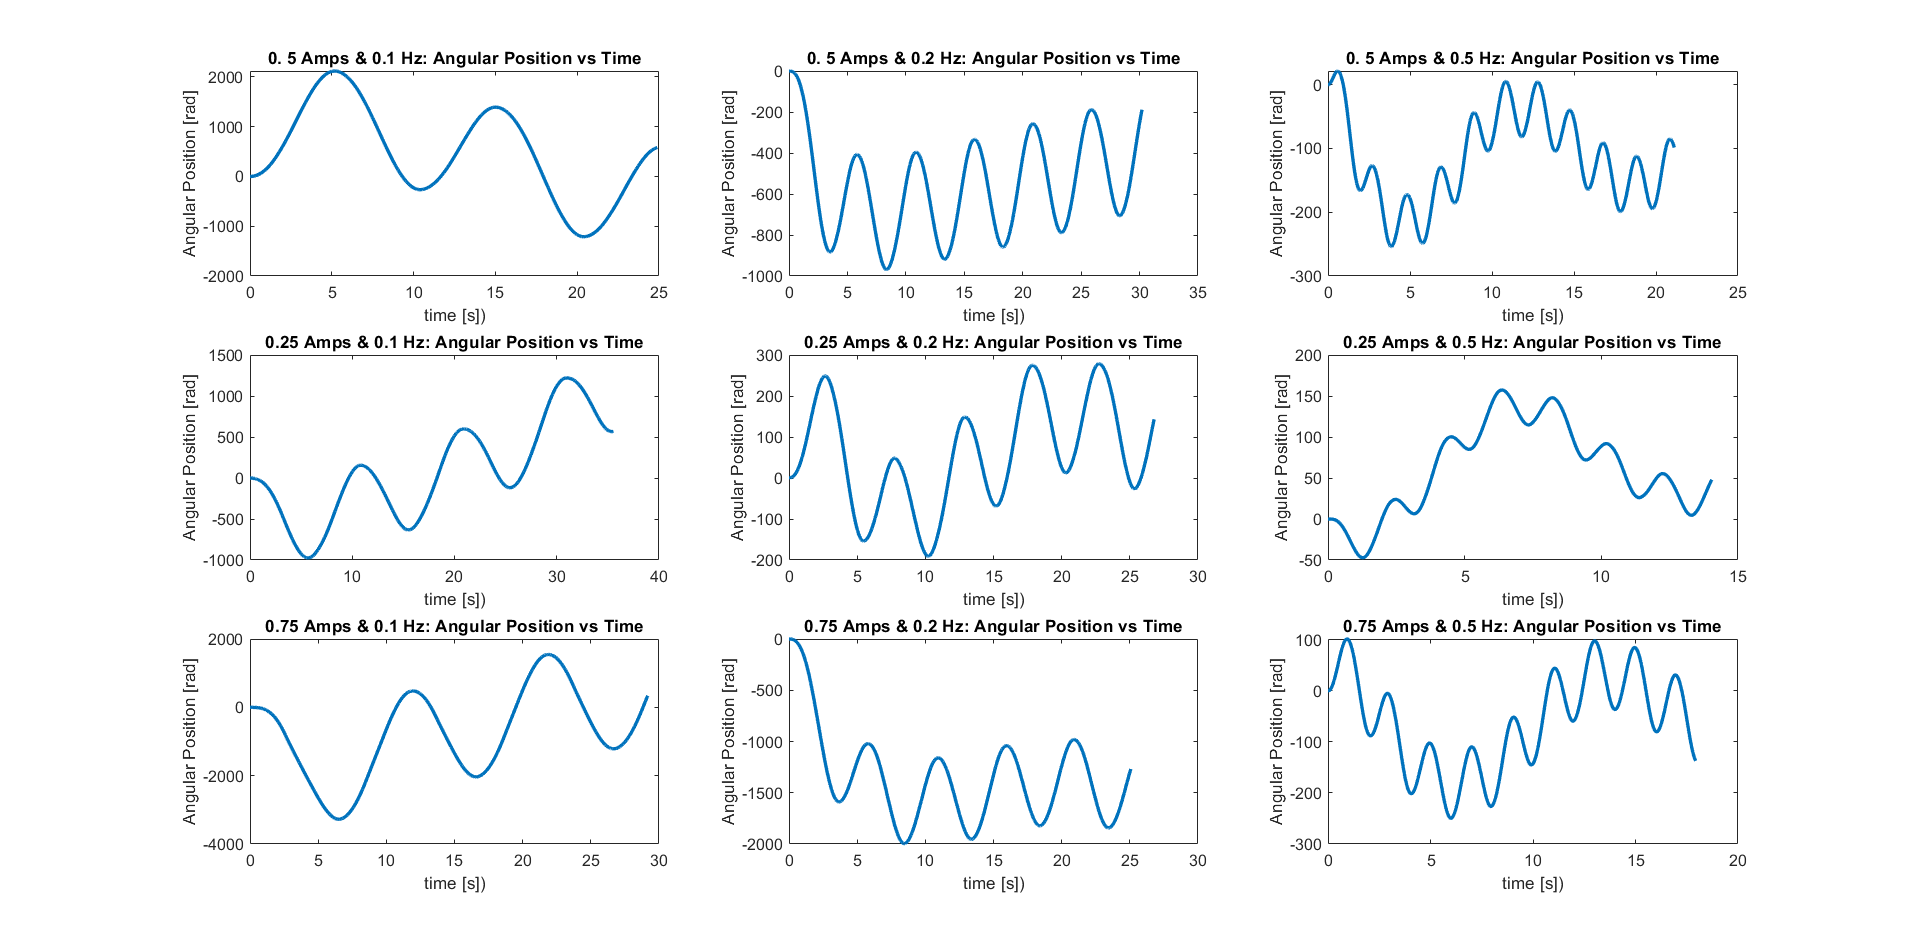 0. 5 Amps & 0.1 Hz: Angular Position vs Time
2000
1000
0
-1000
-2000
Angular Position [rad]
0 5 10 15 20 25
time [s])
0. 5 Amps & 0.2 Hz: Angular Position vs Time
0
-200
-400
-600
-800
-1000
Angular Position [rad]
0 5 10 15 20 25 30 35
time [s])
0. 5 Amps & 0.5 Hz: Angular Position vs Time
0
-100
-200
-300
Angular Position [rad]
0 5 10 15 20 25
time [s])
0.25 Amps & 0.1 Hz: Angular Position vs Time
1500
1000
500
0
-500
-1000
Angular Position [rad]
0 10 20 30 40
time [s])
0.25 Amps & 0.2 Hz: Angular Position vs Time
300
200
100
0
-100
-200
Angular Position [rad]
0 5 10 15 20 25 30
time [s])
0.25 Amps & 0.5 Hz: Angular Position vs Time
200
150
100
50
0
-50
Angular Position [rad]
0 5 10 15
time [s])
0.75 Amps & 0.1 Hz: Angular Position vs Time
2000
0
-2000
-4000
Angular Position [rad]
0 5 10 15 20 25 30
time [s])
0.75 Amps & 0.2 Hz: Angular Position vs Time
0
-500
-1000
-1500
-2000
Angular Position [rad]
0 5 10 15 20 25 30
time [s])
0.75 Amps & 0.5 Hz: Angular Position vs Time
100
0
-100
-200
-300
Angular Position [rad]
0 5 10 15 20
time [s])